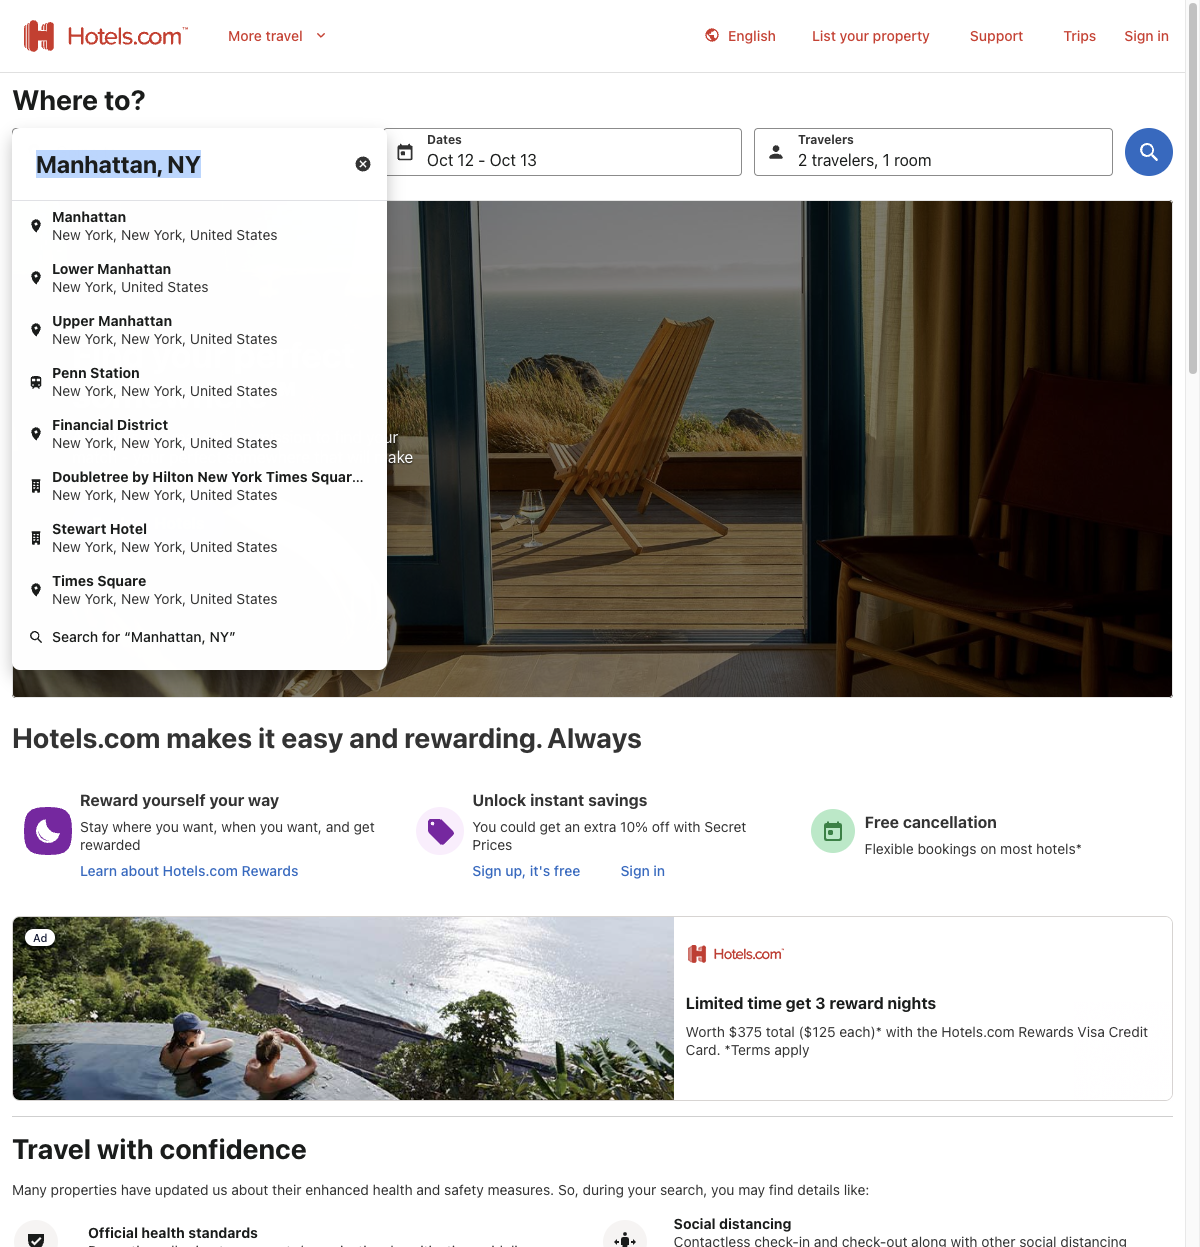 Hotels.com™
More travel
English
List your property
Support
Trips
Sign in
Where to?
Manhattan, NY
Dates
Oct 12 - Oct 13
Travelers
2 travelers, 1 room
Manhattan
New York, New York, United States
Lower Manhattan
New York, United States
Upper Manhattan
New York, New York, United States
Penn Station
New York, New York, United States
Financial District
New York, New York, United States
Doubletree by Hilton New York Times Squar...
New York, New York, United States
Stewart Hotel
New York, New York, United States
Times Square
New York, New York, United States
Search for “Manhattan, NY”
Hotels.com makes it easy and rewarding. Always
Reward yourself your way
Stay where you want, when you want, and get
rewarded
Learn about Hotels.com Rewards
Unlock instant savings
You could get an extra 10% off with Secret
Prices
Sign up, it's free
Sign in
Free cancellation
Flexible bookings on most hotels*
Ad
Hotels.com
Limited time get 3 reward nights
Worth $375 total ($125 each)* with the Hotels.com Rewards Visa Credit
Card. *Terms apply
Travel with confidence
Many properties have updated us about their enhanced health and safety measures. So, during your search, you may find details like:
Official health standards
Social distancing
Contactless check-in and check-out along with other social distancing